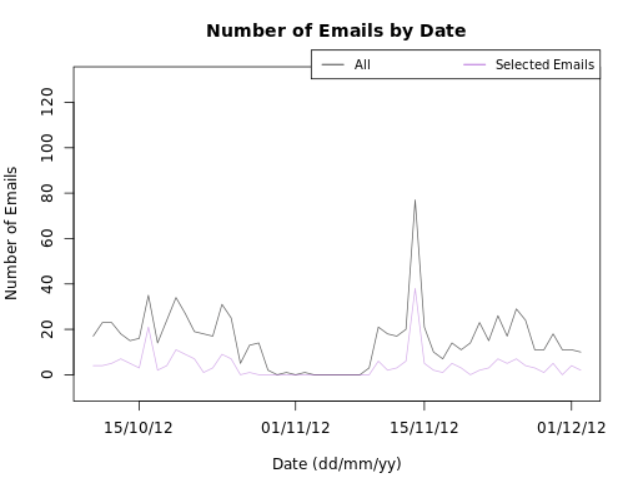 Number of Emails by Date
All
Selected Emails
Number of Emails
120
100
80
60
40
20
0
15/10/12
01/11/12
15/11/12
01/12/12
Date (dd/mm/yy)